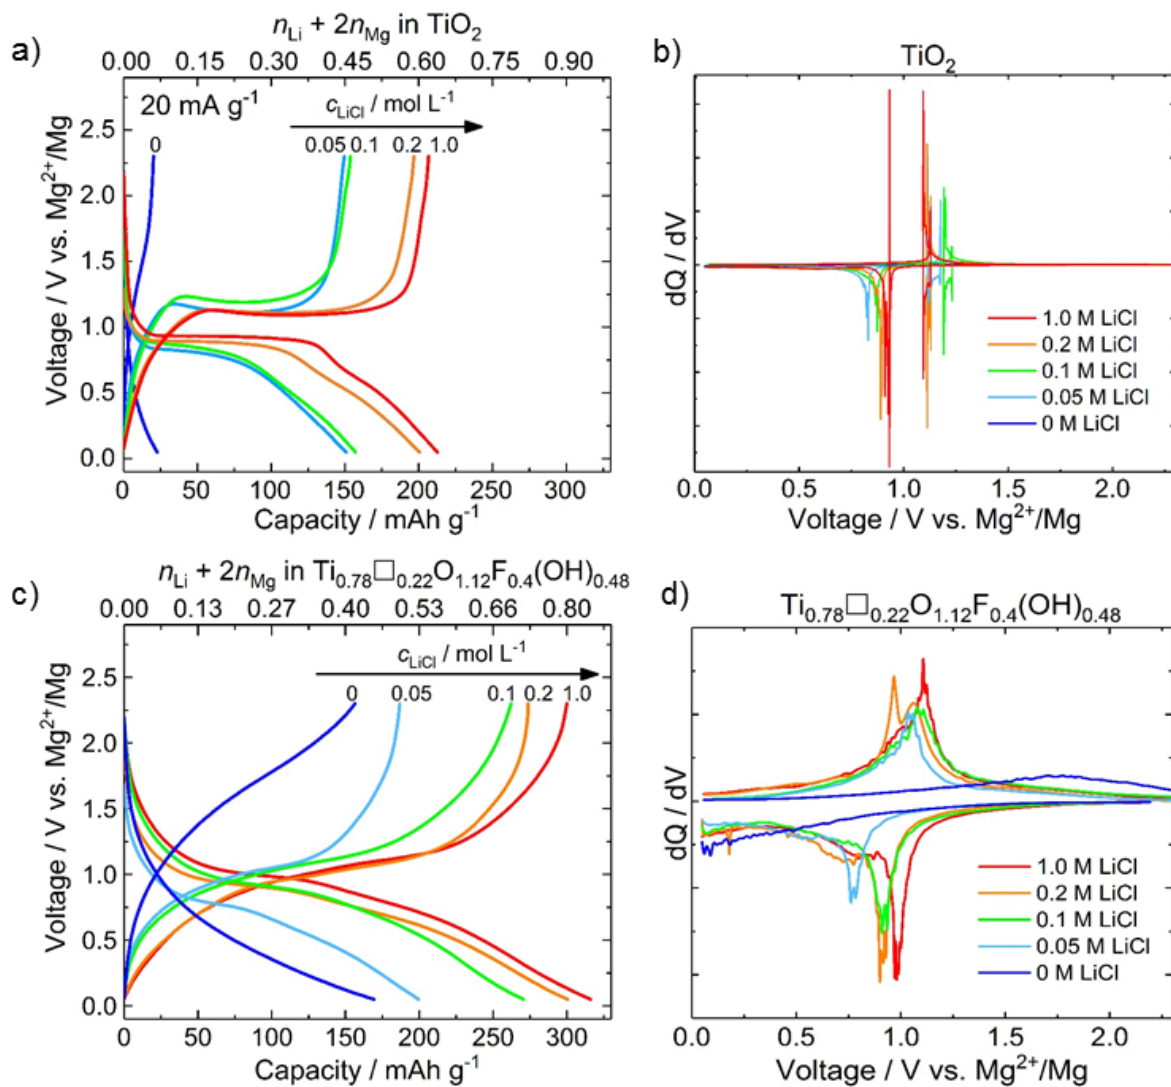 a)
n_Li + 2n_Mg in TiO₂
0.00 0.15 0.30 0.45 0.60 0.75 0.90
20 mA g⁻¹
c_LiCl / mol L⁻¹
0 0.05 0.1 0.2 1.0
Voltage / V vs. Mg²⁺/Mg
2.5
2.0
1.5
1.0
0.5
0.0
0 50 100 150 200 250 300
Capacity / mAh g⁻¹
b)
TiO₂
dQ / dV
1.0 M LiCl
0.2 M LiCl
0.1 M LiCl
0.05 M LiCl
0 M LiCl
0.0 0.5 1.0 1.5 2.0
Voltage / V vs. Mg²⁺/Mg
c)
n_Li + 2n_Mg in Ti₀.₇₈□₀.₂₂O₁.₁₂F₀.₄(OH)₀.₄₈
0.00 0.13 0.27 0.40 0.53 0.66 0.80
c_LiCl / mol L⁻¹
0 0.05 0.1 0.2 1.0
Voltage / V vs. Mg²⁺/Mg
2.5
2.0
1.5
1.0
0.5
0.0
0 50 100 150 200 250 300
Capacity / mAh g⁻¹
d)
Ti₀.₇₈□₀.₂₂O₁.₁₂F₀.₄(OH)₀.₄₈
dQ / dV
1.0 M LiCl
0.2 M LiCl
0.1 M LiCl
0.05 M LiCl
0 M LiCl
0.0 0.5 1.0 1.5 2.0
Voltage / V vs. Mg²⁺/Mg